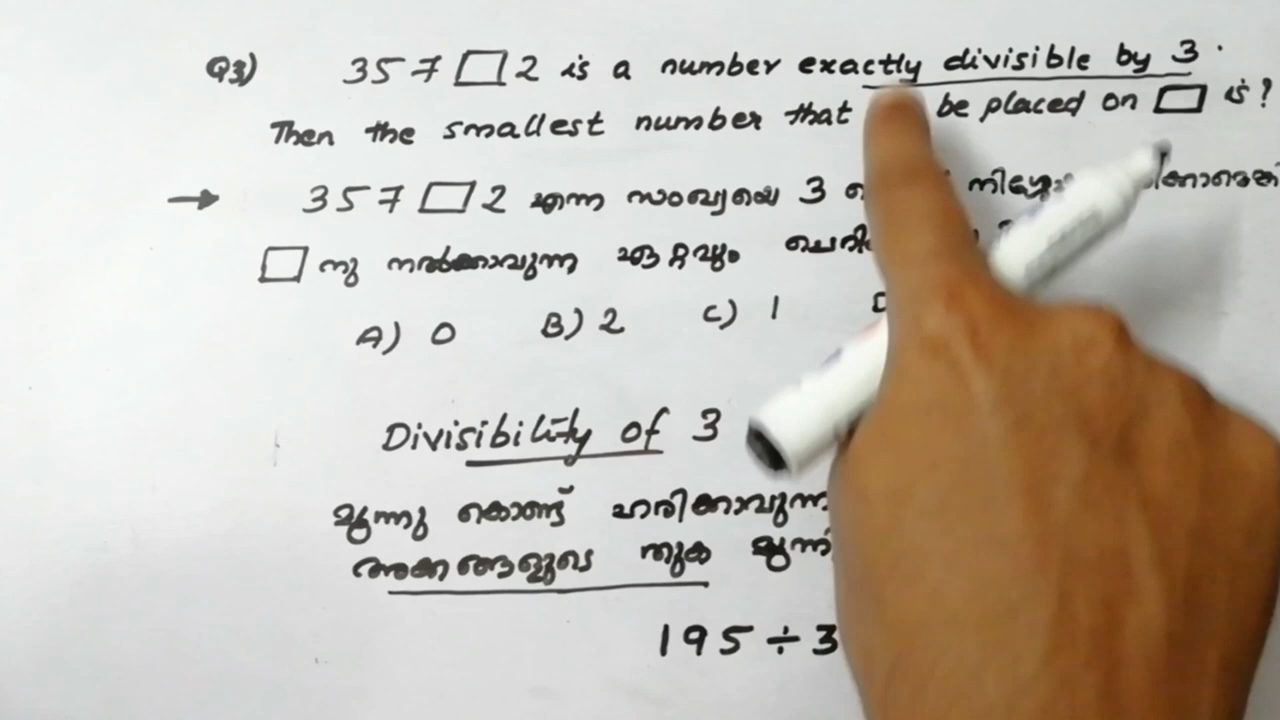 Q3) 357 □ 2 is a number exactly divisible by 3.
Then the smallest number that be placed on □ is?
→ 357 □ 2 എന്ന സംഖ്യയെ 3
□ നു നൽകാവുന്ന ഏറ്റവും
A) 0 B) 2 C) 1
Divisibility of 3
മൂന്നു കൊണ്ട് ഹരിക്കാവുന്ന
അക്കങ്ങളുടെ തുക മൂന്ന്
195 ÷ 3